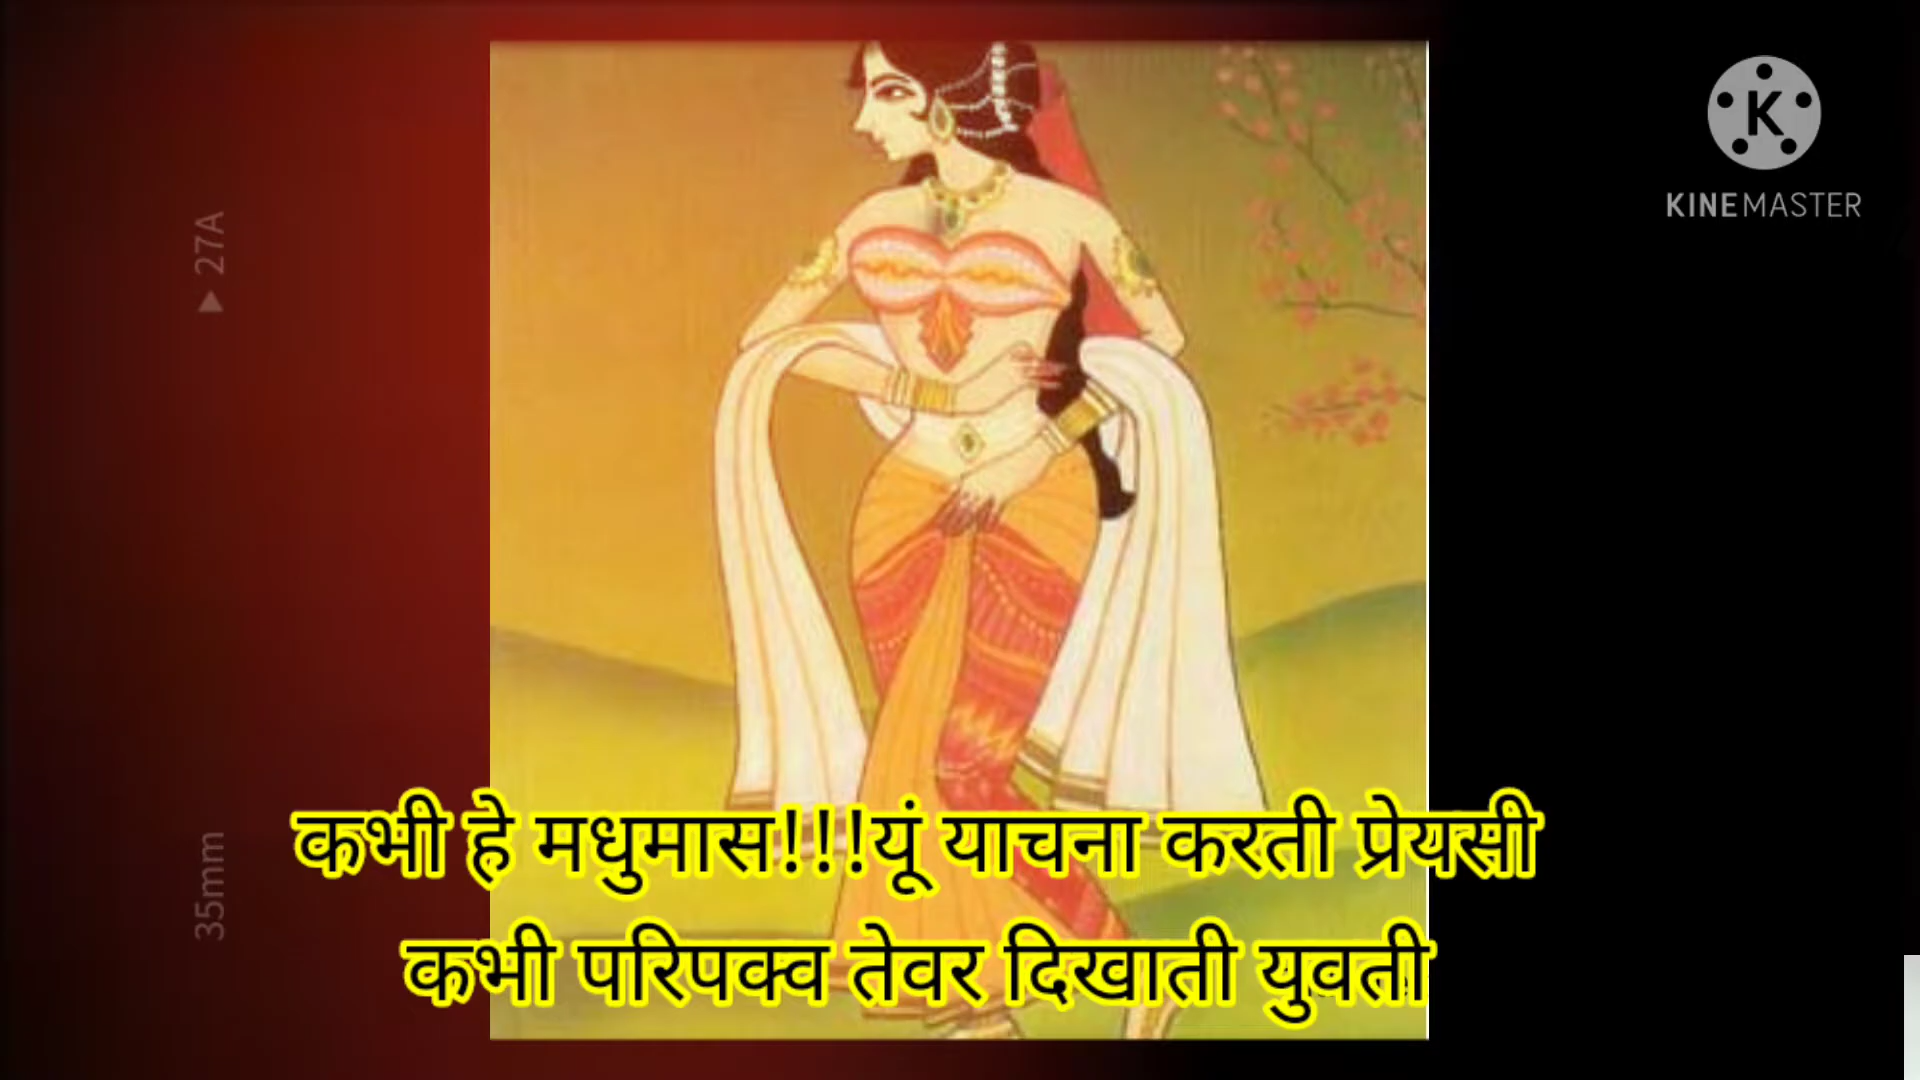 27A
KINEMASTER
35mm
कभी हे मधुमास!!!यूं याचना करती प्रेयसी
कभी परिपक्व तेवर दिखाती युवती